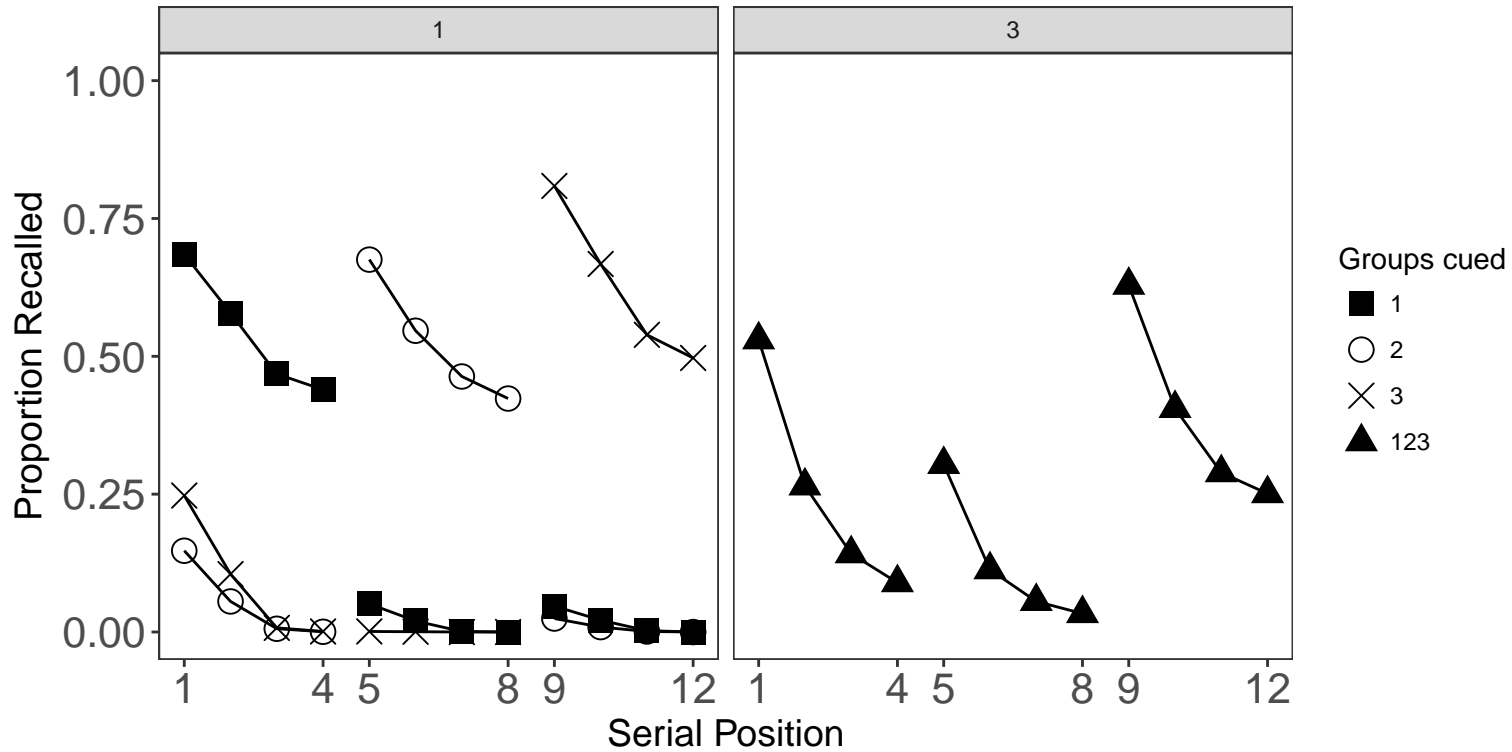 1
3
Proportion Recalled
1.00
0.75
0.50
0.25
0.00
1 4 5 8 9 12
1 4 5 8 9 12
Serial Position
Groups cued
1
2
3
123